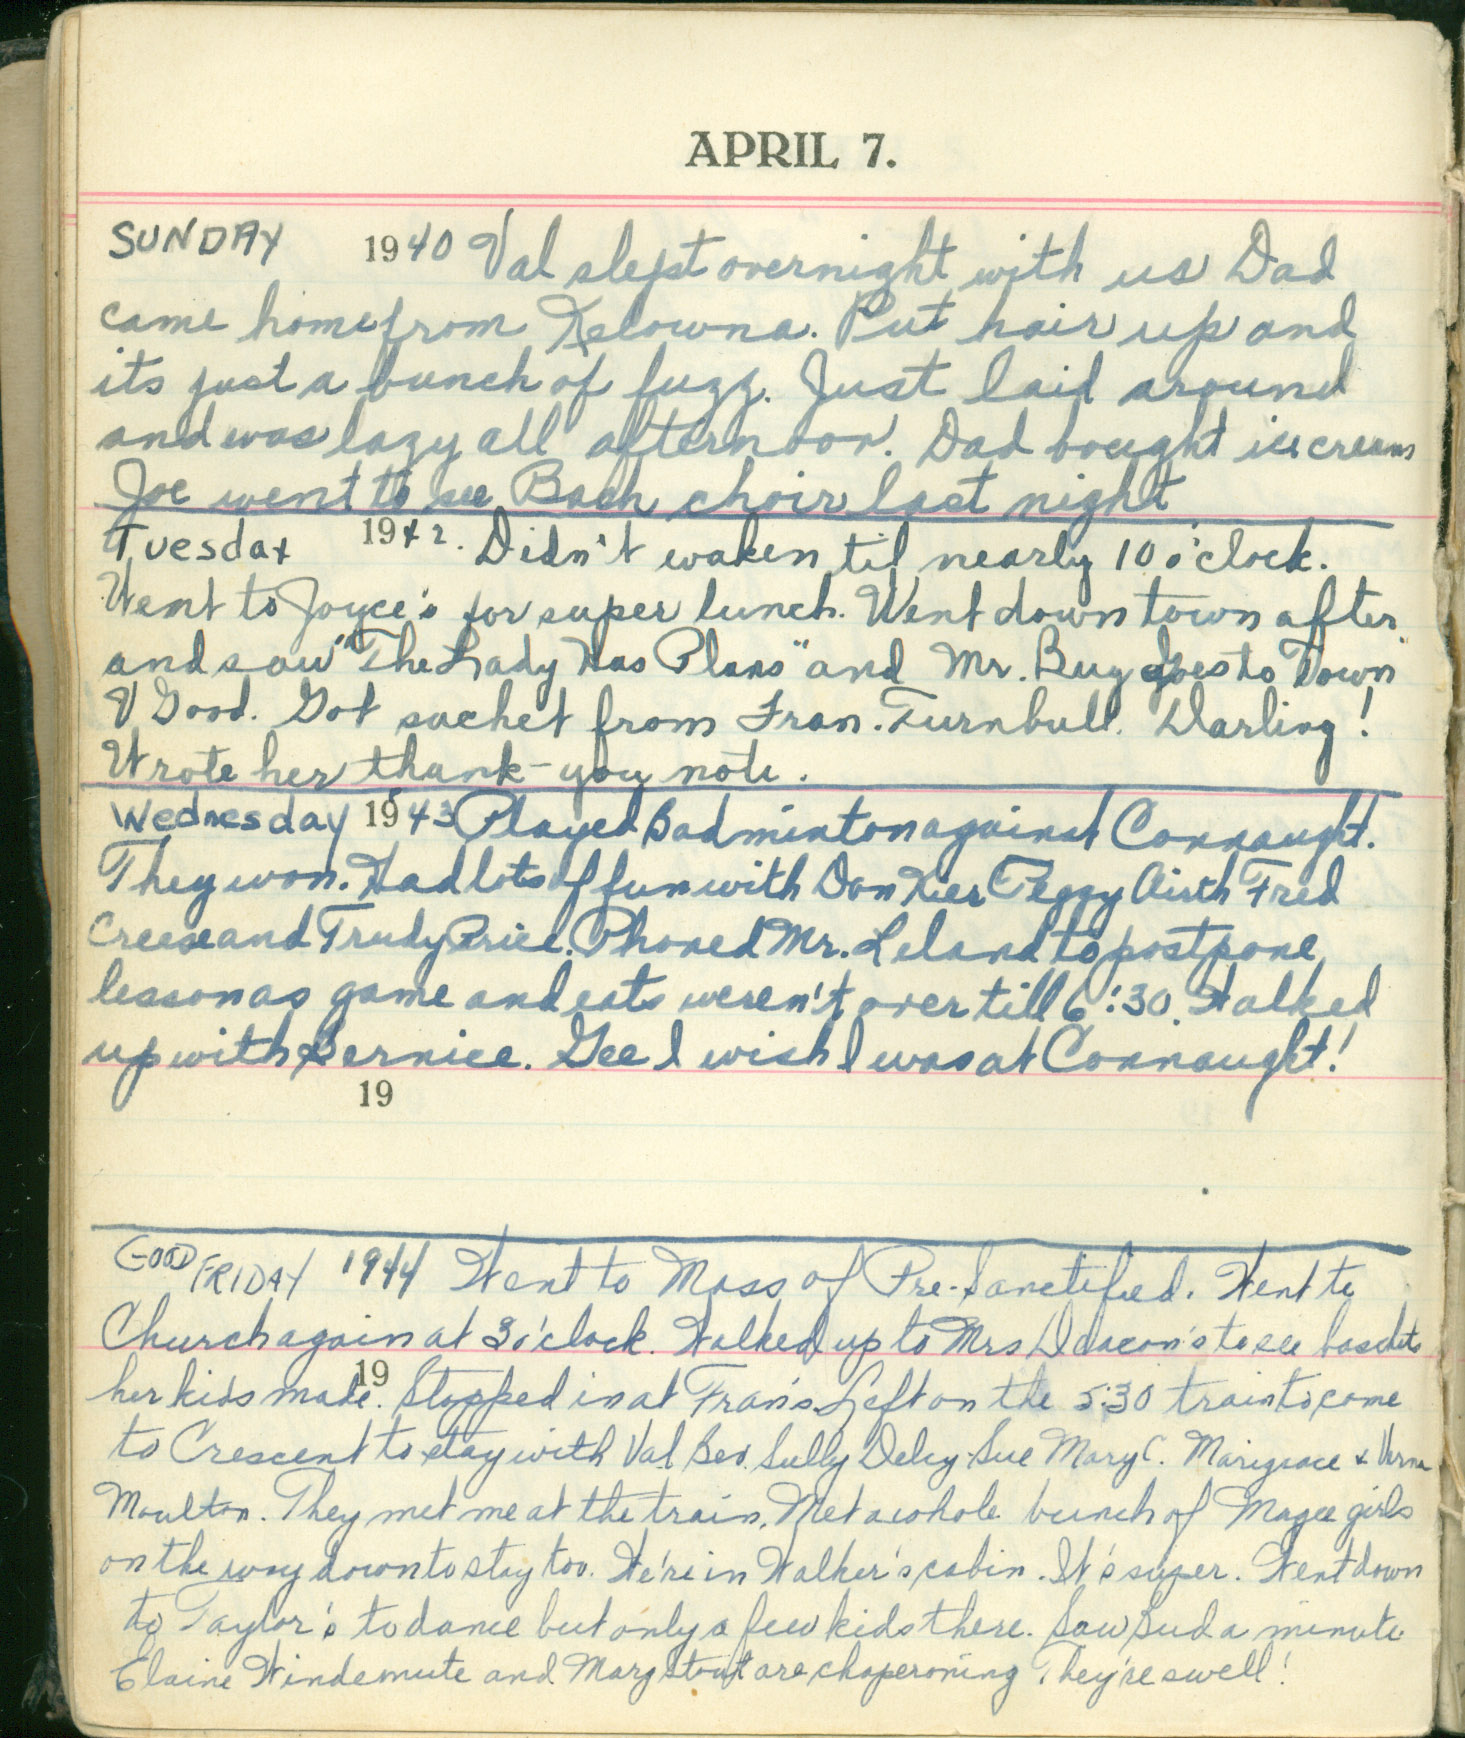 APRIL 7.
SUNDAY 1940 Val slept overnight with us Dad
came home from Kelowna. Put hair up and
its just a bunch of fuzz. Just laid around
and was lazy all afternoon. Dad bought ice creams
Joe went to see Bach choir last night
Tuesday 1942. Didn't waken til nearly 10 o'clock.
Went to Joyce's for super lunch. Went down town after
and saw "The Lady Has Plans" and Mr. Bug Goes to Town"
V Good. Got sachet from Fran. Turnbull. Darling!
Wrote her thank-you note.
Wednesday 1943 Played Badminton against Connaught.
They won. Had lots of fun with Don Kier Peggy Airth Fred
Creese and Trudy Price. Phoned Mr. Leland to postpone
lesson as game and eats weren't over till 6:30. Walked
up with Bernice. Gee I wish I was at Connaught!
19
GOOD FRIDAY 1944 Went to Mass of Pre-Sanctified. Went to
Church again at 3 o'clock. Walked up to Mrs Deacon's to see baskets
19
her kids made. Stopped in at Fran's Left on the 5:30 train to come
to Crescent to stay with Val Bev. Sully Delcy Sue Mary C. Marigrace & Verna
Moulton. They met me at the train. Met a whole bunch of Magee girls
on the way down to stay too. We're in Walker's cabin. It's super. Went down
to Taylor's to dance but only a few kids there. Saw Bud a minute
Elaine Windemute and Mary Stout are chaperoning They're swell!